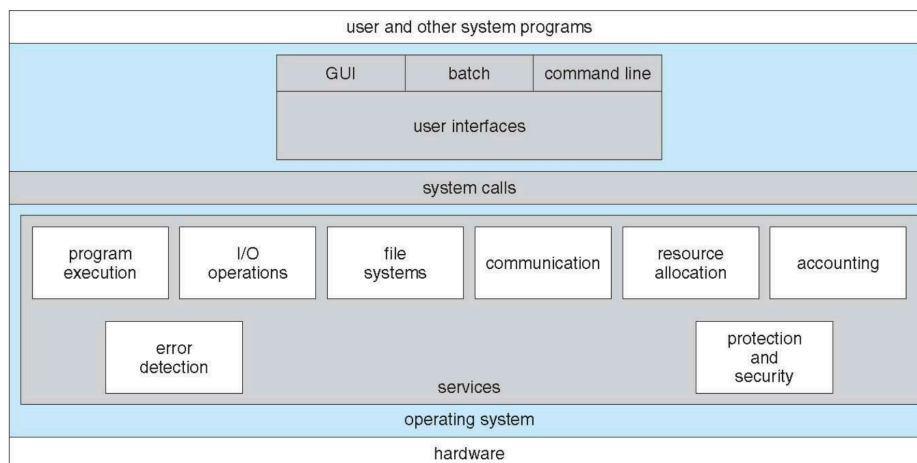 user and other system programs
GUI batch command line
user interfaces
system calls
program
execution
I/O
operations
file
systems
communication
resource
allocation
accounting
error
detection
protection
and
security
services
operating system
hardware